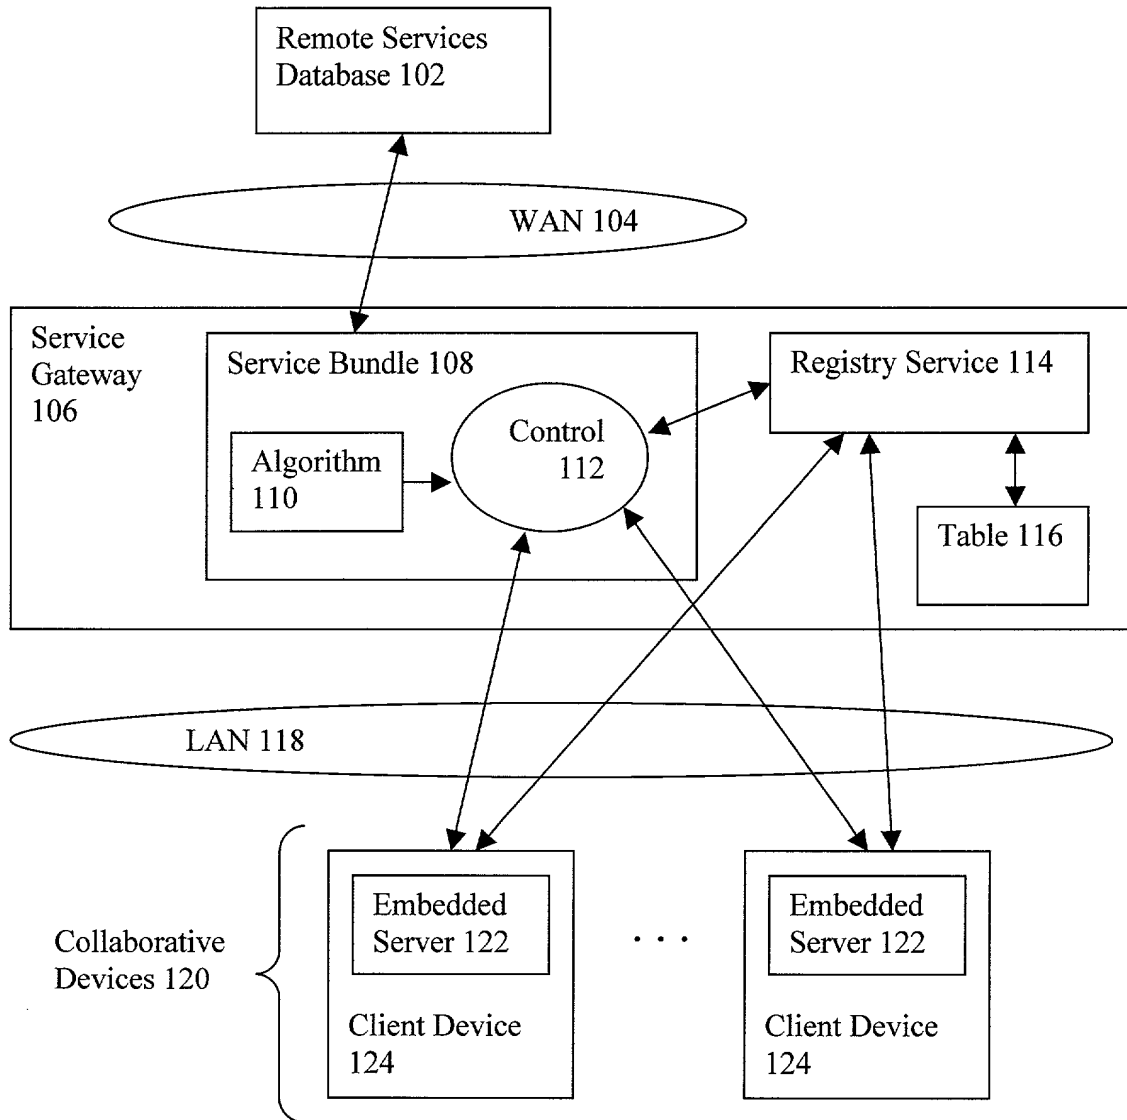 Remote Services
Database 102
WAN 104
Service
Gateway
106
Service Bundle 108
Registry Service 114
Control
112
Algorithm
110
Table 116
LAN 118
Collaborative
Devices 120
Embedded
Server 122
. . .
Embedded
Server 122
Client Device
124
Client Device
124